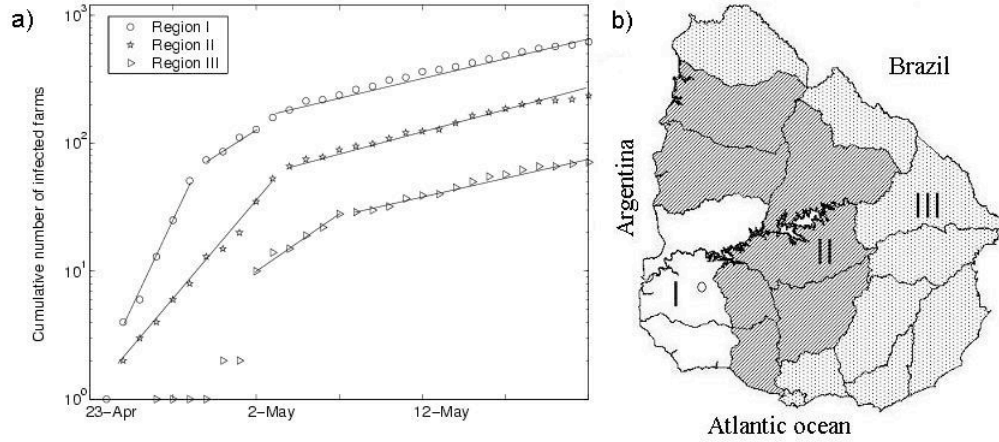 a)
Region I
Region II
Region III
Cumulative number of infected farms
10³
10²
10¹
10⁰
23–Apr
2–May
12–May
b)
Brazil
Argentina
III
II
I
Atlantic ocean